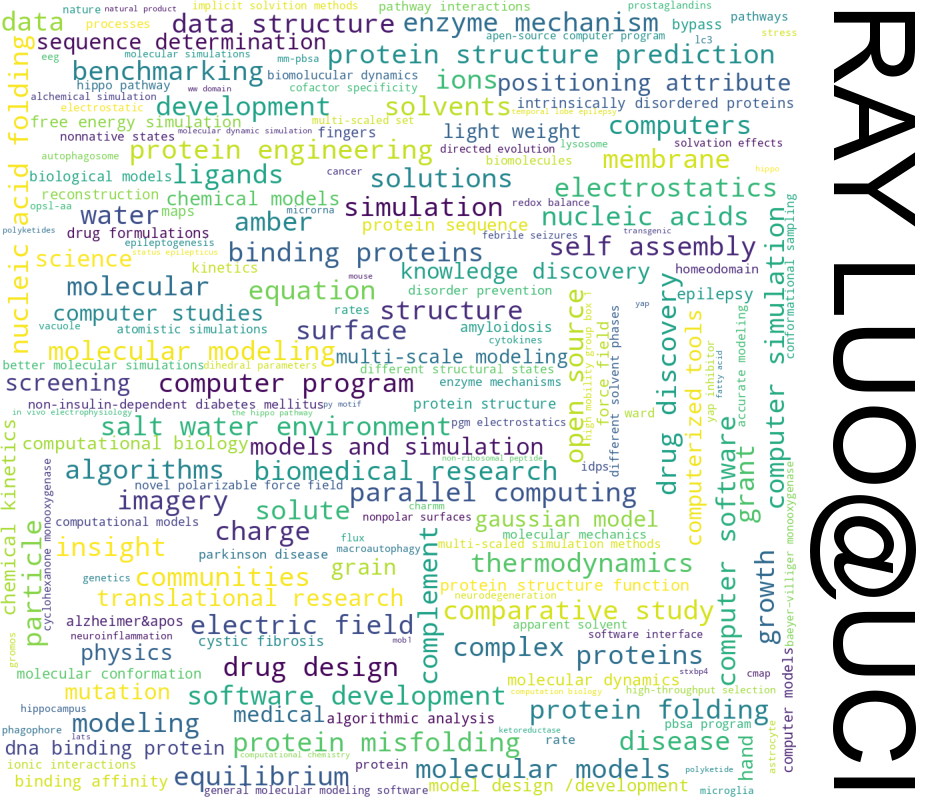 data
nature
natural product
implicit solvition methods
pathway interactions
prostaglandins
processes
data structure
enzyme mechanism
bypass
pathways
sequence determination
open-source computer program
lc3
stress
eeg
molecular simulations
mm-pbsa
protein structure prediction
benchmarking
biomolucular dynamics
ions
positioning attribute
hippo pathway
ww domain
cofactor specificity
alchemical simulation
electrostatic
development
solvents
intrinsically disordered proteins
temporal lobe epilepsy
free energy simulation
multi-scaled set
computers
nonnative states
molecular dynamic simulation
fingers
light weight
solvation effects
autophagosome
protein engineering
directed evolution
lysosome
biomolecules
membrane
hippo
biological models
ligands
cancer
solutions
electrostatics
reconstruction
chemical models
simulation
redox balance
opsl-aa
water
maps
amber
microrna
protein sequence
nucleic acids
polyketides
drug formulations
epileptogenesis
status epilepticus
febrile seizures
transgenic
science
binding proteins
self assembly
kinetics
mouse
knowledge discovery
homeodomain
molecular
equation
disorder prevention
epilepsy
computer studies
rates
structure
yap
vacuole
atomistic simulations
surface
amyloidosis
cytokines
molecular modeling
multi-scale modeling
better molecular simulations
dihedral parameters
different structural states
screening
computer program
enzyme mechanisms
non-insulin-dependent diabetes mellitus
py motif
protein structure
in vivo electrophysiology
the hippo pathway
ward
salt water environment
pgm electrostatics
computational biology
models and simulation
non-ribosomal peptide
algorithms
biomedical research
idps
novel polarizable force field
imagery
parallel computing
solute
charmm
computational models
charge
nonpolar surfaces
gaussian model
molecular mechanics
insight
flux
macroautophagy
multi-scaled simulation methods
parkinson disease
grain
thermodynamics
genetics
communities
protein structure function
translational research
neurodegeneration
comparative study
alzheimer&apos
electric field
apparent solvent
neuroinflammation
cystic fibrosis
mob1
software interface
physics
complex
proteins
drug design
stxbp4
cmap
molecular conformation
molecular dynamics
mutation
software development
computation biology
high-throughput selection
hippocampus
modeling
medical
algorithmic analysis
protein folding
pbsa program
phagophore
lats
ketoreductase
dna binding protein
protein misfolding
rate
disease
computational chemistry
ionic interactions
protein
molecular models
polyketide
binding affinity
equilibrium
model design /development
general molecular modeling software
microglia
nucleic acid folding
chemical kinetics
particle
cyclohexanone monooxygenase
gromos
complement
open source
high mobility group box 1
force field
different solvent phases
drug discovery
computerized tools
yap inhibitor
fatty acid
accurate modeling
computer software
grant
growth
hand
computer simulation
conformational sampling
baeyer-villiger monooxygenase
computer models
astrocyte
RAY LUO@UCI